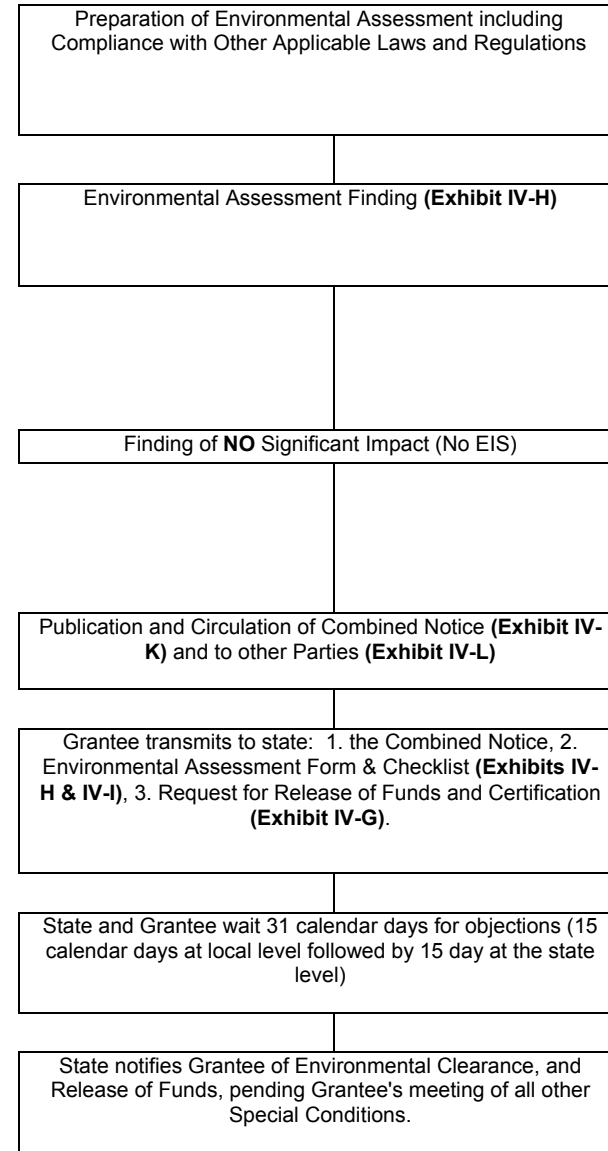 Preparation of Environmental Assessment including
Compliance with Other Applicable Laws and Regulations
Environmental Assessment Finding (Exhibit IV-H)
Finding of NO Significant Impact (No EIS)
Publication and Circulation of Combined Notice (Exhibit IV-
K) and to other Parties (Exhibit IV-L)
Grantee transmits to state: 1. the Combined Notice, 2.
Environmental Assessment Form & Checklist (Exhibits IV-
H & IV-I), 3. Request for Release of Funds and Certification
(Exhibit IV-G).
State and Grantee wait 31 calendar days for objections (15
calendar days at local level followed by 15 day at the state
level)
State notifies Grantee of Environmental Clearance, and
Release of Funds, pending Grantee's meeting of all other
Special Conditions.